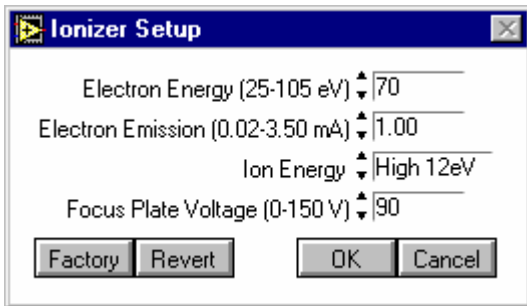 Ionizer Setup
Electron Energy (25-105 eV) 70
Electron Emission (0.02-3.50 mA) 1.00
Ion Energy High 12eV
Focus Plate Voltage (0-150 V) 90
Factory Revert OK Cancel